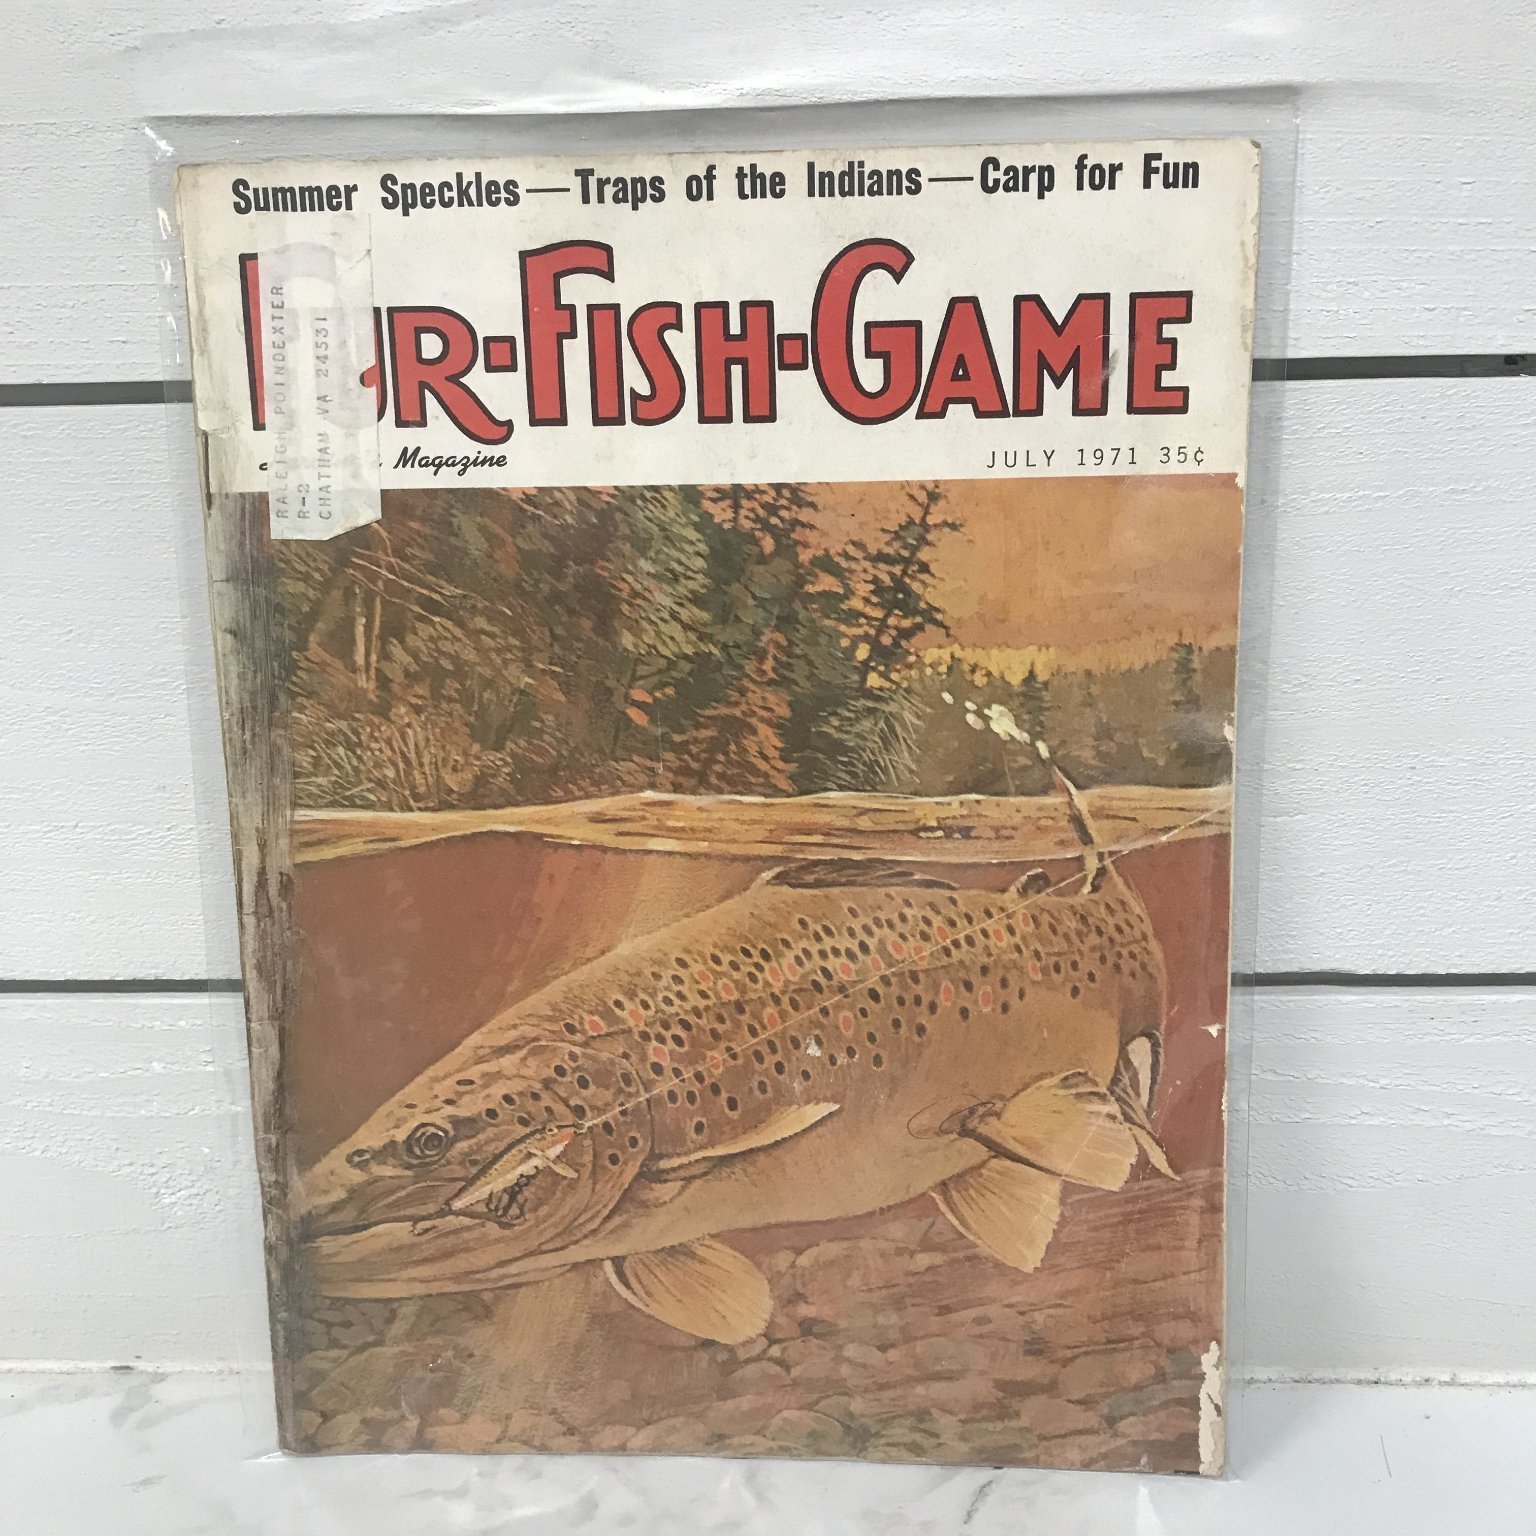 Summer Speckles—Traps of the Indians—Carp for Fun
FUR-FISH-GAME
Magazine
JULY 1971 35¢
RALEIGH POINDEXTER
R-2
CHATHAM VA 24531